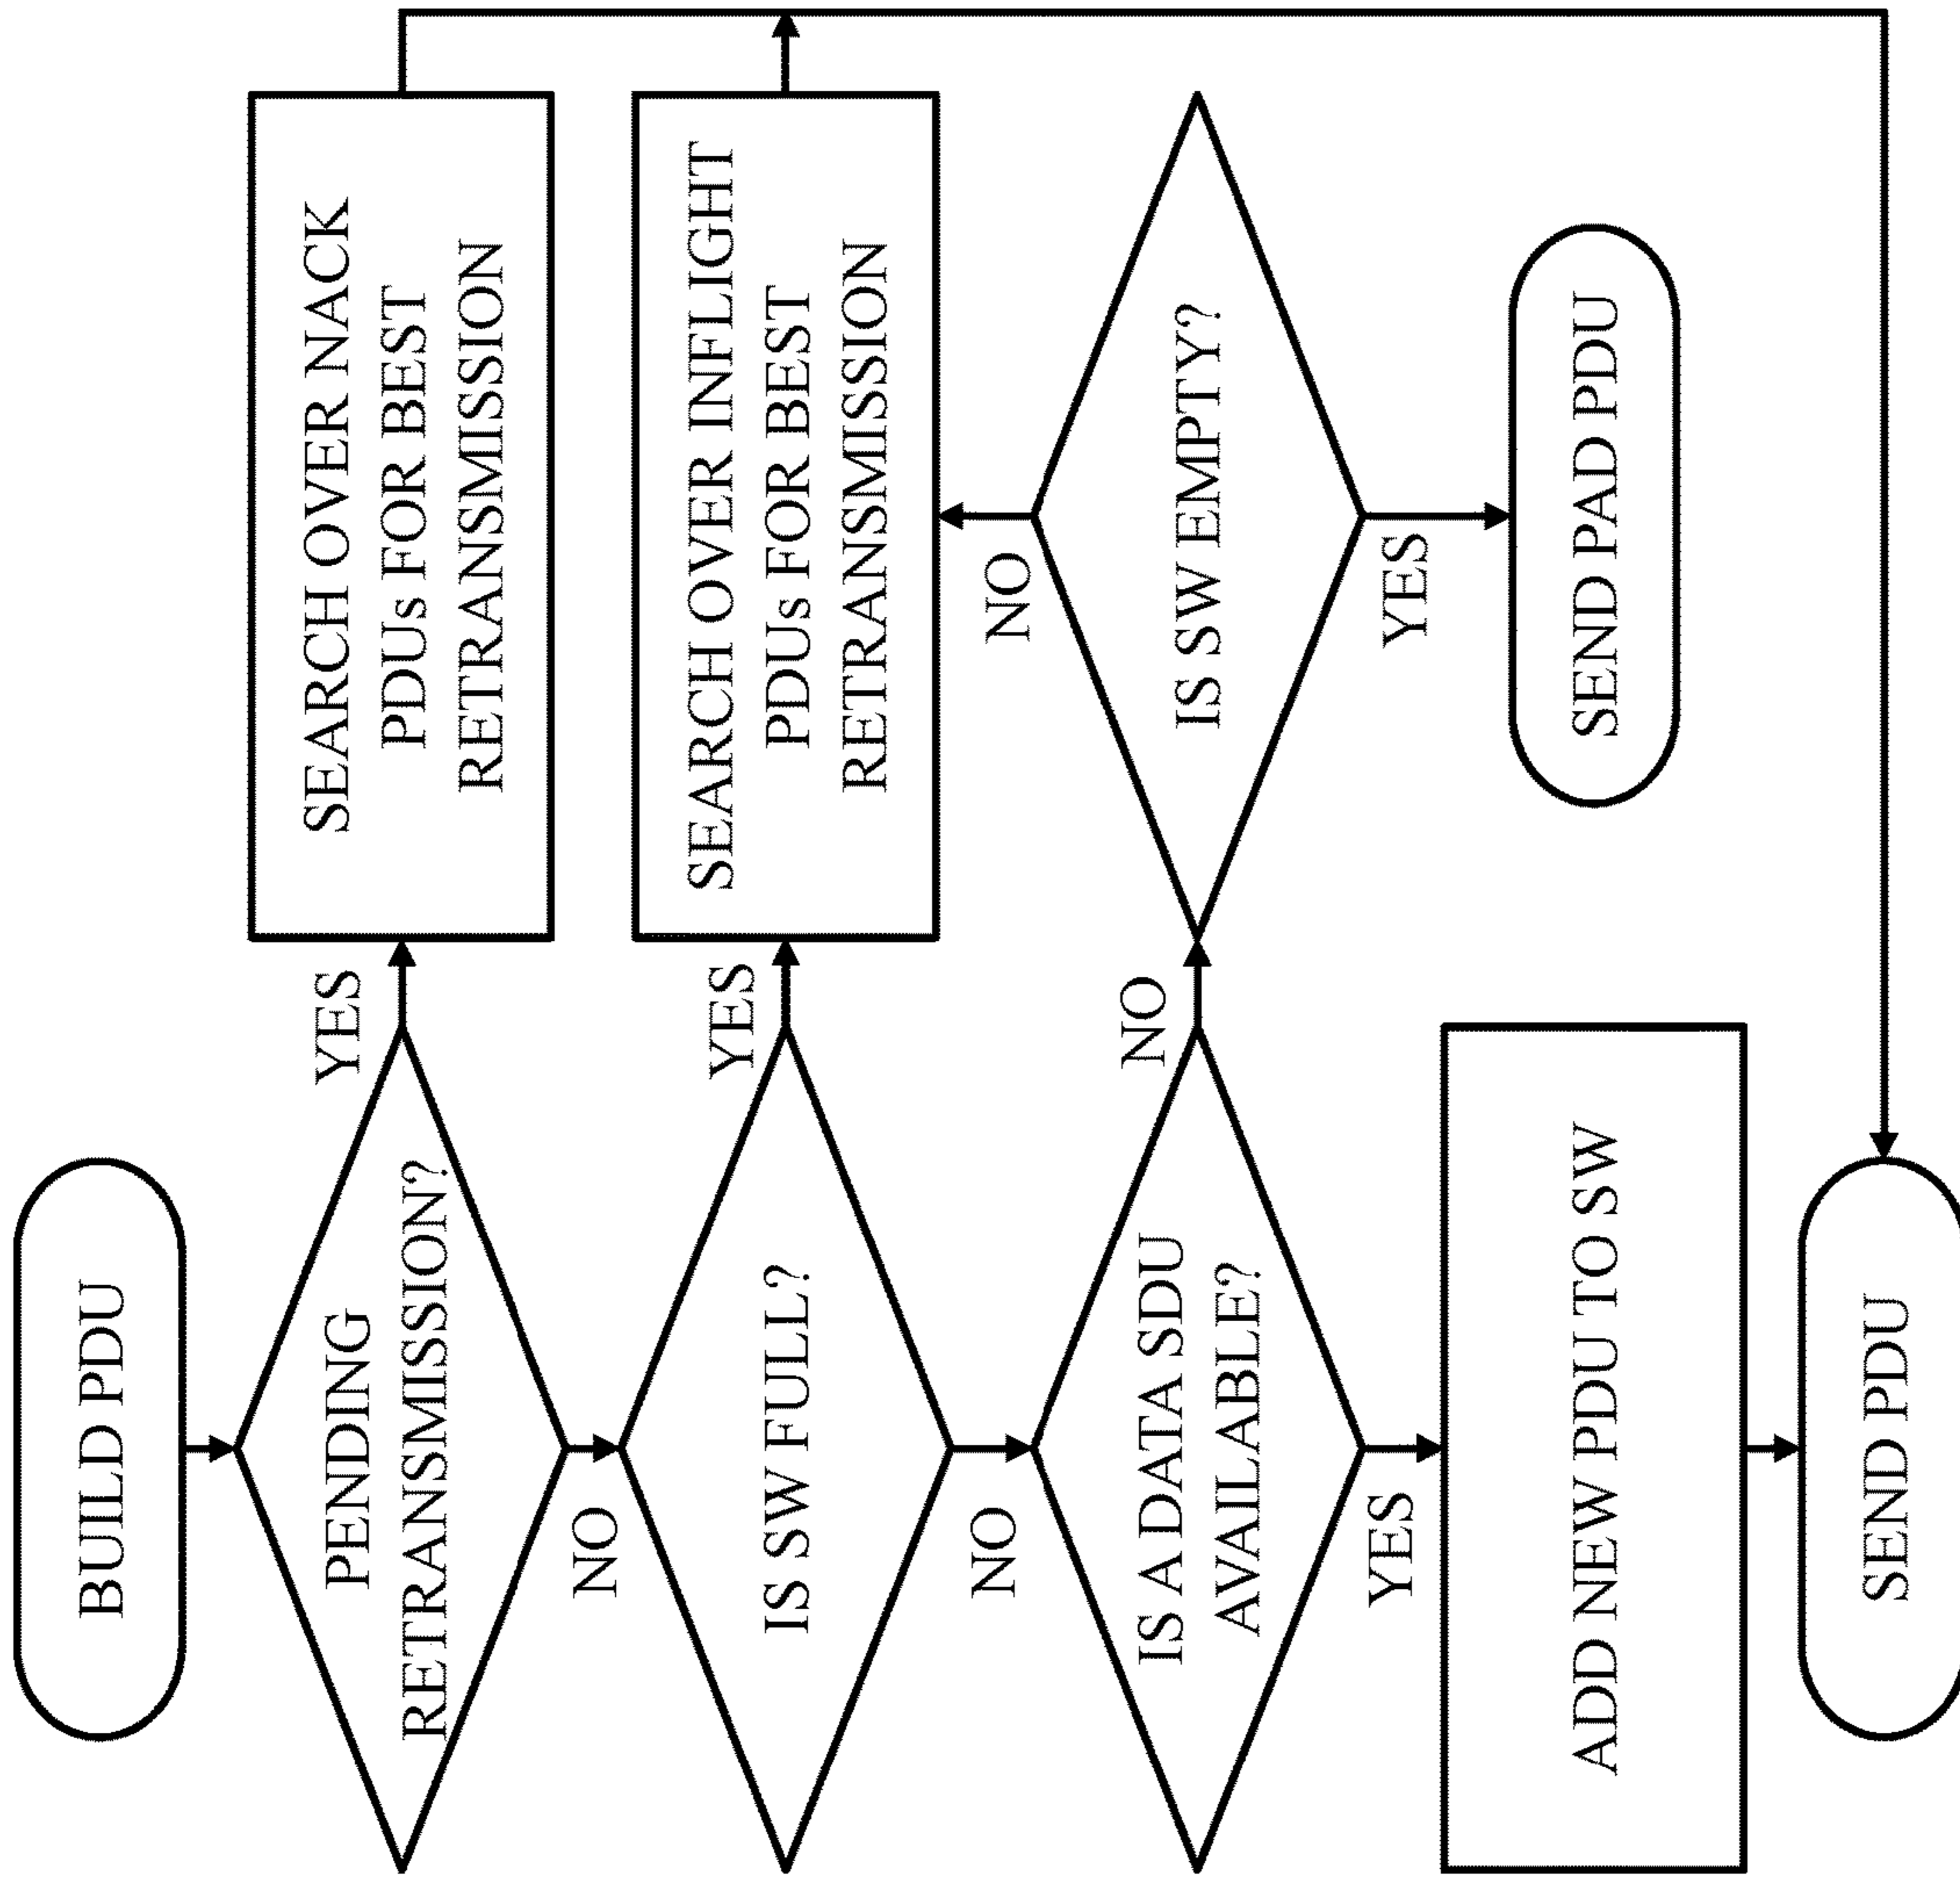 BUILD PDU
PENDING
RETRANSMISSION?
YES
SEARCH OVER NACK
PDUs FOR BEST
RETRANSMISSION
NO
IS SW FULL?
YES
SEARCH OVER INFLIGHT
PDUs FOR BEST
RETRANSMISSION
NO
IS A DATA SDU
AVAILABLE?
NO
IS SW EMPTY?
NO
YES
SEND PAD PDU
YES
ADD NEW PDU TO SW
SEND PDU